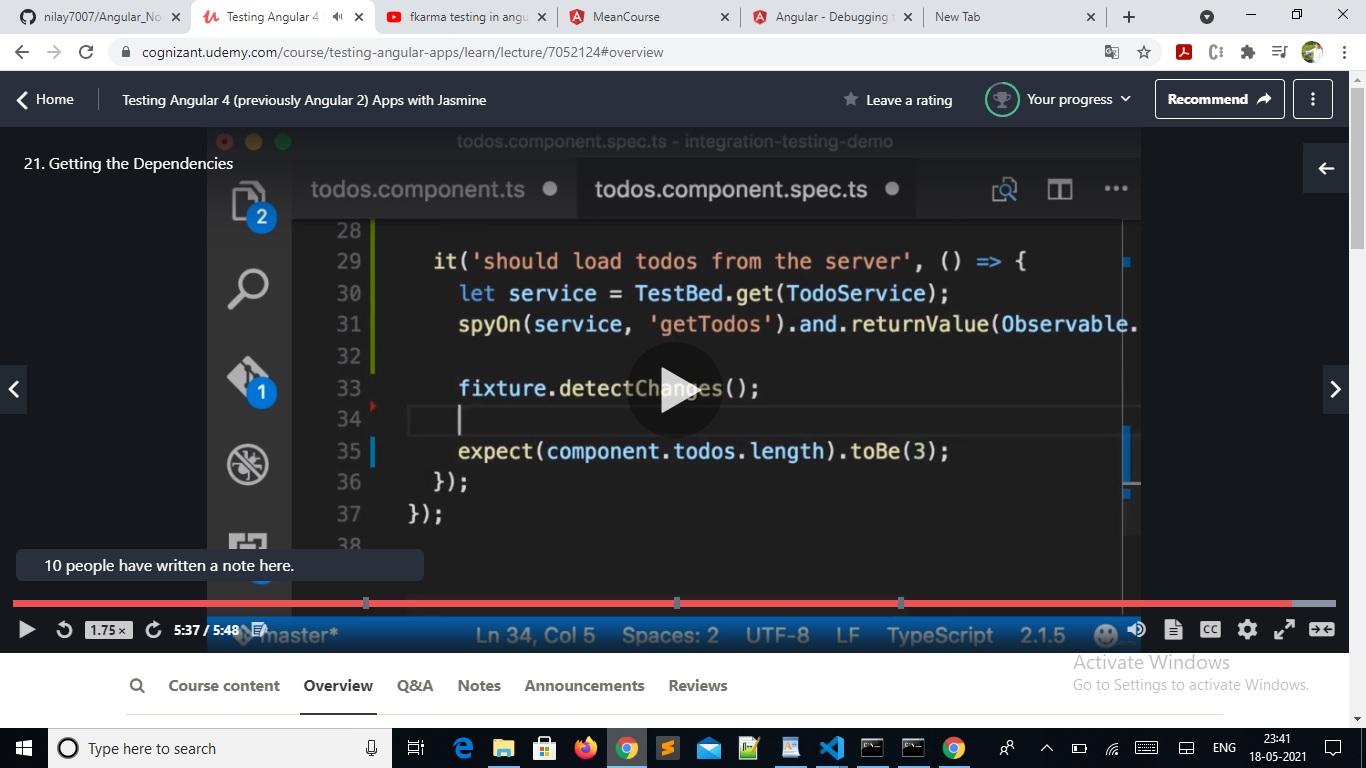 nilay7007/Angular_No
Testing Angular 4
fkarma testing in angu
MeanCourse
Angular - Debugging t
New Tab
cognizant.udemy.com/course/testing-angular-apps/learn/lecture/7052124#overview
Home
Testing Angular 4 (previously Angular 2) Apps with Jasmine
Leave a rating
Your progress
Recommend
todos.component.spec.ts - integration-testing-demo
21. Getting the Dependencies
todos.component.ts
todos.component.spec.ts
2
28
29 it('should load todos from the server', () => {
30 let service = TestBed.get(TodoService);
31 spyOn(service, 'getTodos').and.returnValue(Observable.
32
33 fixture.detectChanges();
1
34
35 expect(component.todos.length).toBe(3);
36 });
37 });
38
10 people have written a note here.
1.75×
5:37 / 5:48
master*
Ln 34, Col 5
Spaces: 2
UTF-8
LF
TypeScript
2.1.5
CC
Activate Windows
Go to Settings to activate Windows.
Course content
Overview
Q&A
Notes
Announcements
Reviews
Type here to search
ENG
23:41
18-05-2021